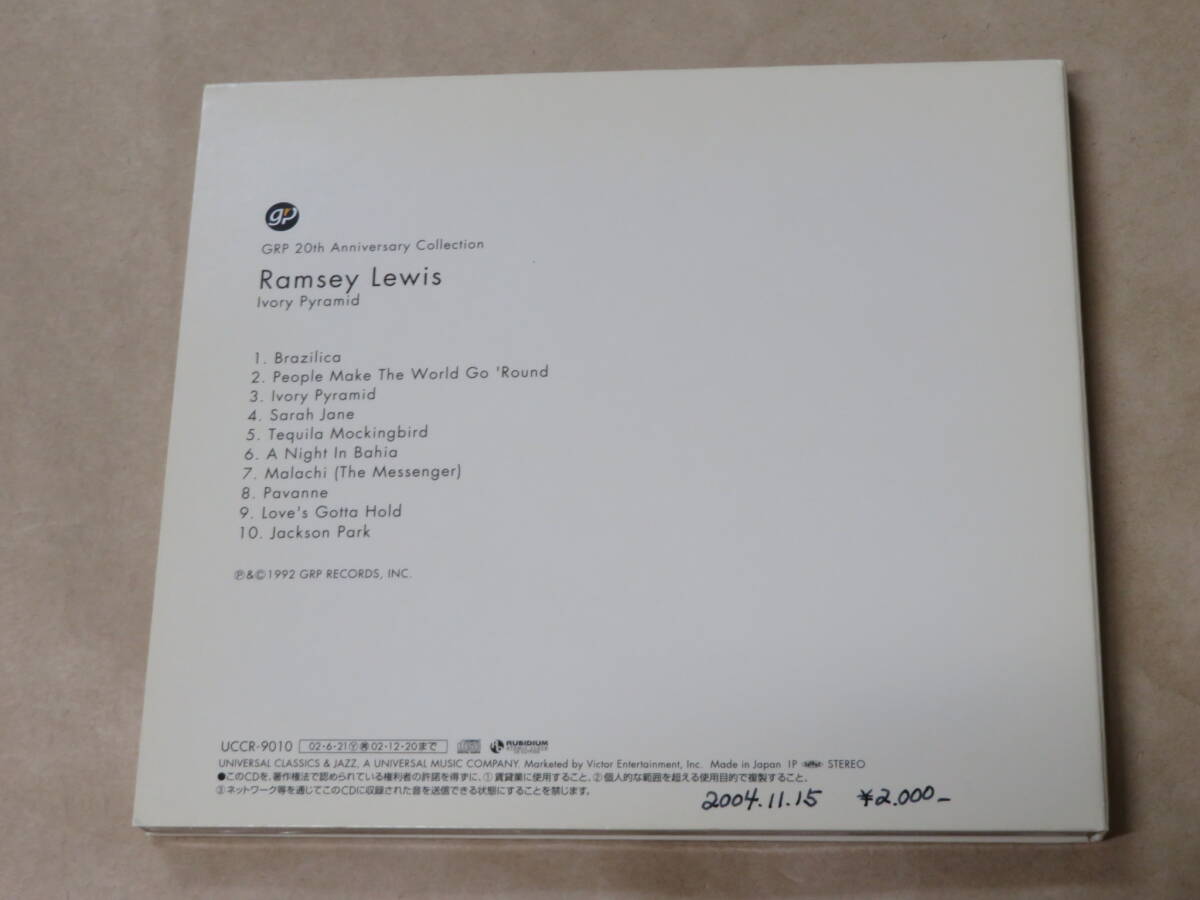 grp
GRP 20th Anniversary Collection
Ramsey Lewis
Ivory Pyramid
1. Brazilica
2. People Make The World Go 'Round
3. Ivory Pyramid
4. Sarah Jane
5. Tequila Mockingbird
6. A Night In Bahia
7. Malachi (The Messenger)
8. Pavanne
9. Love's Gotta Hold
10. Jackson Park
℗&©1992 GRP RECORDS, INC.
UCCR-9010 02・6・21Ⓨ㋞02・12・20まで RUBIDIUM
UNIVERSAL CLASSICS & JAZZ, A UNIVERSAL MUSIC COMPANY. Marketed by Victor Entertainment, Inc. Made in Japan IP STEREO
●このCDを、著作権法で認められている権利者の許諾を得ずに、①賃貸業に使用すること、②個人的な範囲を超える使用目的で複製すること、
③ネットワーク等を通じてこのCDに収録された音を送信できる状態にすることを禁じます。
2004.11.15 ¥2.000-